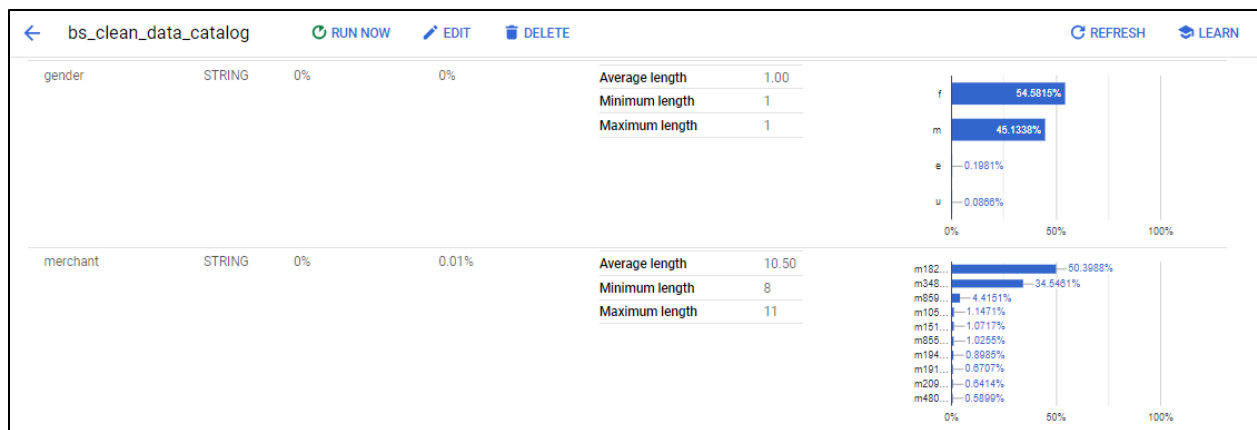 bs_clean_data_catalog RUN NOW EDIT DELETE REFRESH LEARN
gender STRING 0% 0%
Average length 1.00
Minimum length 1
Maximum length 1
f 54.5815%
m 45.1338%
e 0.1981%
u 0.0866%
0% 50% 100%
merchant STRING 0% 0.01%
Average length 10.50
Minimum length 8
Maximum length 11
m182... 50.3988%
m348... 34.5461%
m859... 4.4151%
m105... 1.1471%
m151... 1.0717%
m855... 1.0255%
m194... 0.8985%
m191... 0.6707%
m209... 0.6414%
m480... 0.5899%
0% 50% 100%